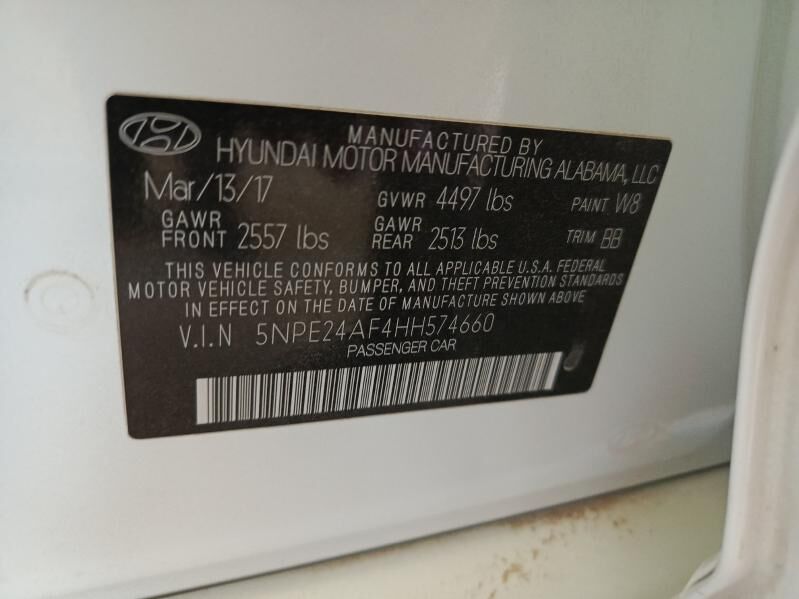 MANUFACTURED BY
HYUNDAI MOTOR MANUFACTURING ALABAMA, LLC
Mar/13/17 GVWR 4497 lbs PAINT W8
GAWR FRONT 2557 lbs GAWR REAR 2513 lbs TRIM BB
THIS VEHICLE CONFORMS TO ALL APPLICABLE U.S.A. FEDERAL
MOTOR VEHICLE SAFETY, BUMPER, AND THEFT PREVENTION STANDARDS
IN EFFECT ON THE DATE OF MANUFACTURE SHOWN ABOVE
V.I.N 5NPE24AF4HH574660
PASSENGER CAR